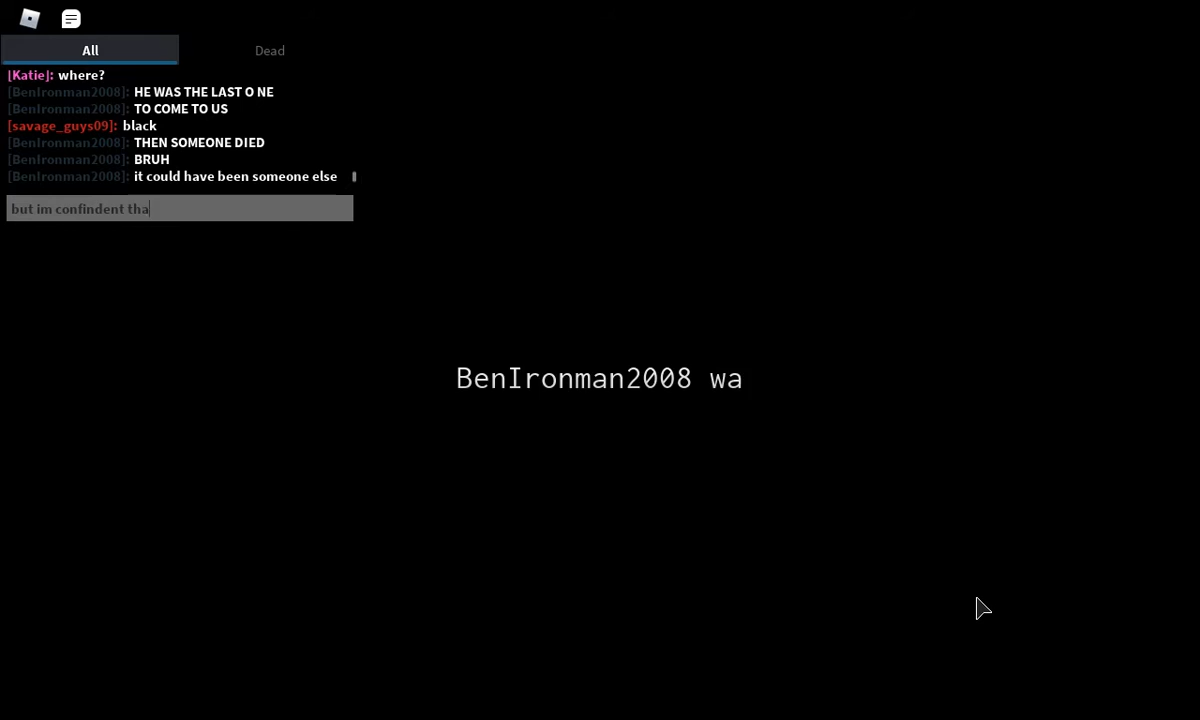 All
Dead
[Katie]: where?
[BenIronman2008]: HE WAS THE LAST O NE
[BenIronman2008]: TO COME TO US
[savage_guys09]: black
[BenIronman2008]: THEN SOMEONE DIED
[BenIronman2008]: BRUH
[BenIronman2008]: it could have been someone else
but im confindent tha
BenIronman2008 wa